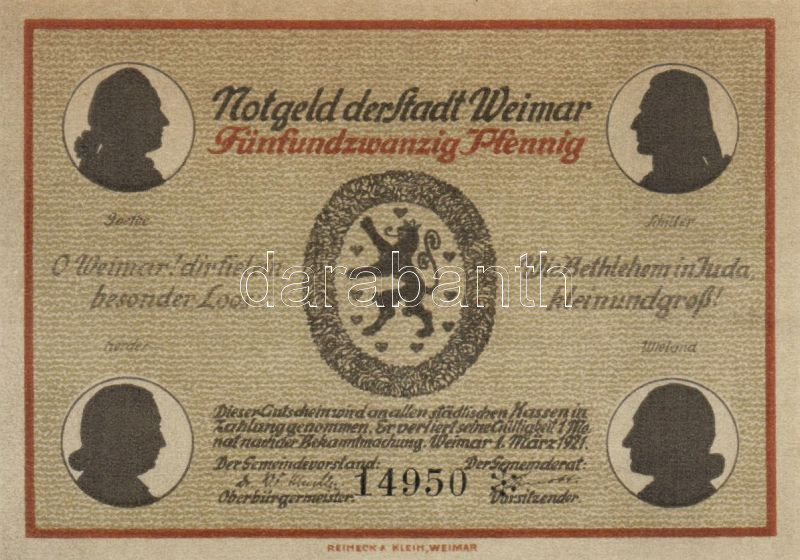 Notgeld der Stadt Weimar
Fünfundzwanzig Pfennig
Goethe
Schiller
O Weimar! dir fiel ein
besonder Loos
Wie Bethlehem in Juda,
klein und groß!
darabanth
Herder
Wieland
Dieser Gutschein wird an allen städtischen Kassen in
Zahlung genommen. Er verliert seine Gültigkeit 1 Mo
nat nach der Bekanntmachung. Weimar 1. März 1921.
Der Gemeindevorstand:
Der Gemeinderat:
Oberbürgermeister.
14950
Vorsitzender.
REINECK & KLEIN, WEIMAR